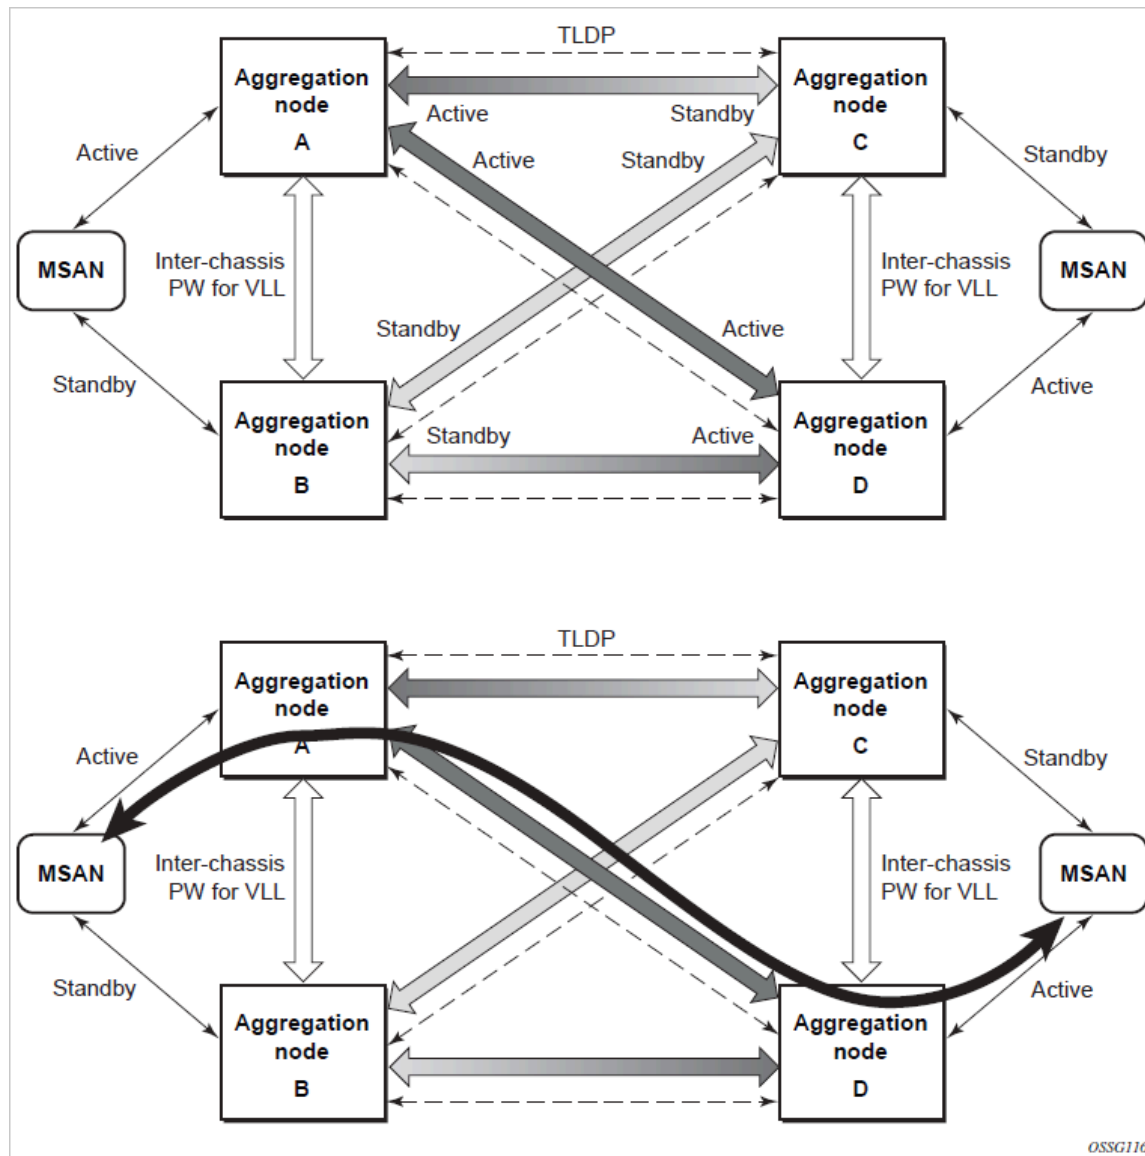 TLDP
Aggregation
node
A
Aggregation
node
C
Active
Standby
Active
Standby
Active
Standby
MSAN
Inter-chassis
PW for VLL
Inter-chassis
PW for VLL
MSAN
Standby
Active
Standby
Active
Aggregation
node
B
Standby
Active
Aggregation
node
D
TLDP
Aggregation
node
A
Aggregation
node
C
Active
Standby
MSAN
Inter-chassis
PW for VLL
Inter-chassis
PW for VLL
MSAN
Standby
Active
Aggregation
node
B
Aggregation
node
D
OSSG116